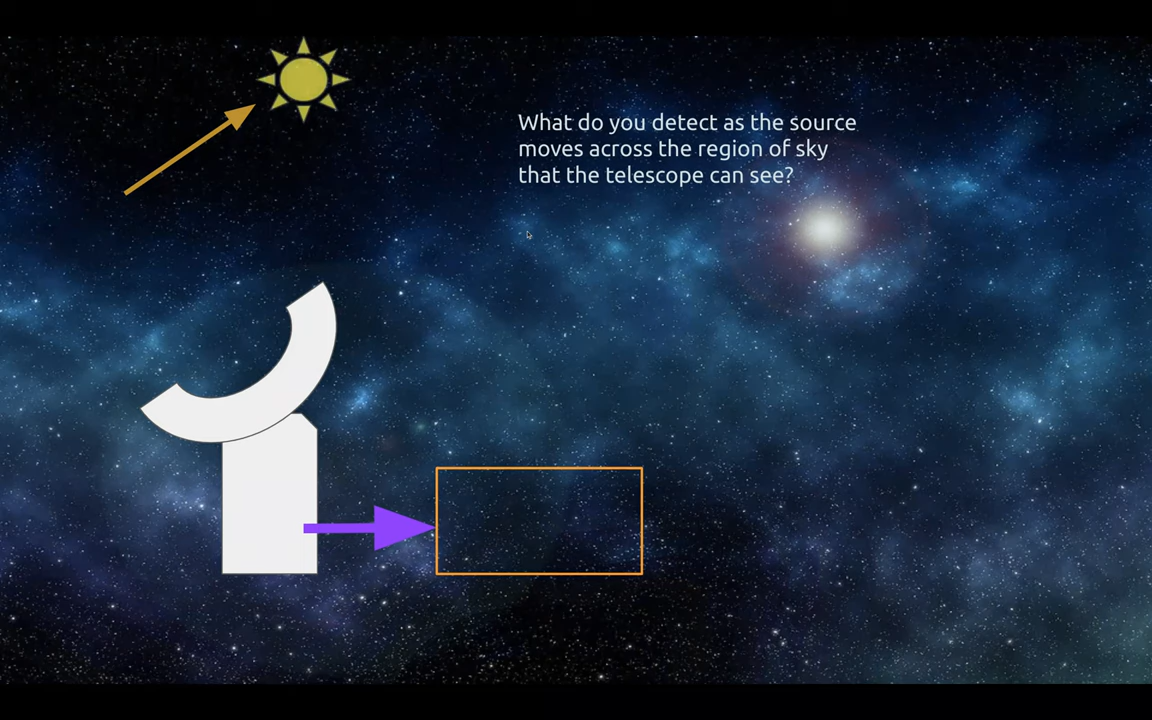 What do you detect as the source
moves across the region of sky
that the telescope can see?